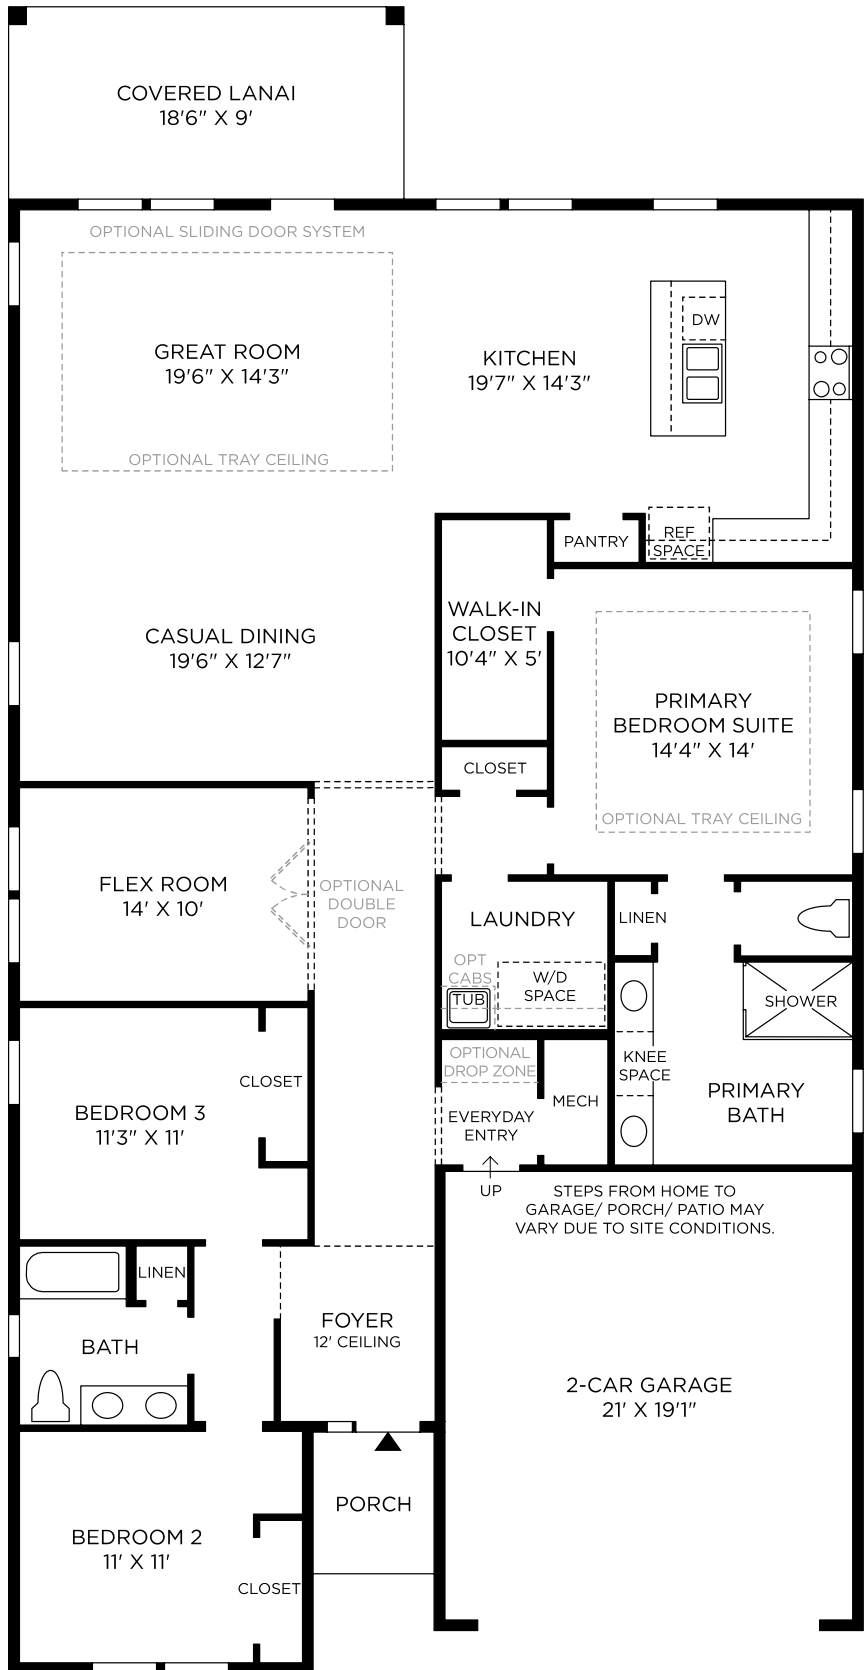 COVERED LANAI
18'6" X 9'
OPTIONAL SLIDING DOOR SYSTEM
GREAT ROOM
19'6" X 14'3"
OPTIONAL TRAY CEILING
KITCHEN
19'7" X 14'3"
DW
PANTRY
REF
SPACE
WALK-IN
CLOSET
10'4" X 5'
CASUAL DINING
19'6" X 12'7"
PRIMARY
BEDROOM SUITE
14'4" X 14'
OPTIONAL TRAY CEILING
CLOSET
FLEX ROOM
14' X 10'
OPTIONAL
DOUBLE
DOOR
LAUNDRY
OPT
CABS
TUB
W/D
SPACE
LINEN
SHOWER
KNEE
SPACE
PRIMARY
BATH
CLOSET
BEDROOM 3
11'3" X 11'
OPTIONAL
DROP ZONE
EVERYDAY
ENTRY
MECH
UP
STEPS FROM HOME TO
GARAGE/ PORCH/ PATIO MAY
VARY DUE TO SITE CONDITIONS.
LINEN
BATH
FOYER
12' CEILING
2-CAR GARAGE
21' X 19'1"
PORCH
BEDROOM 2
11' X 11'
CLOSET